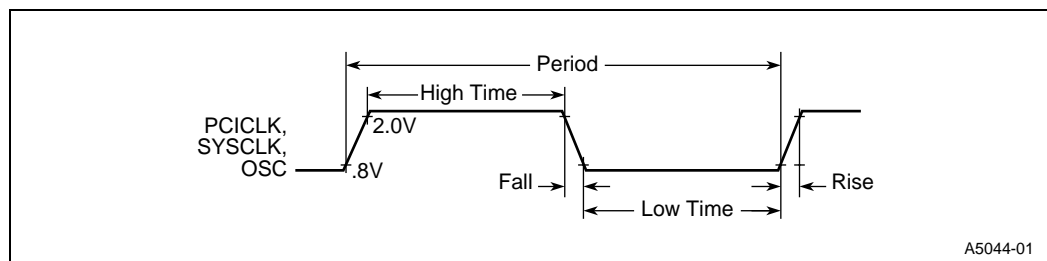 Period
High Time
PCICLK,
SYSCLK,
OSC
2.0V
.8V
Fall
Rise
Low Time
A5044-01